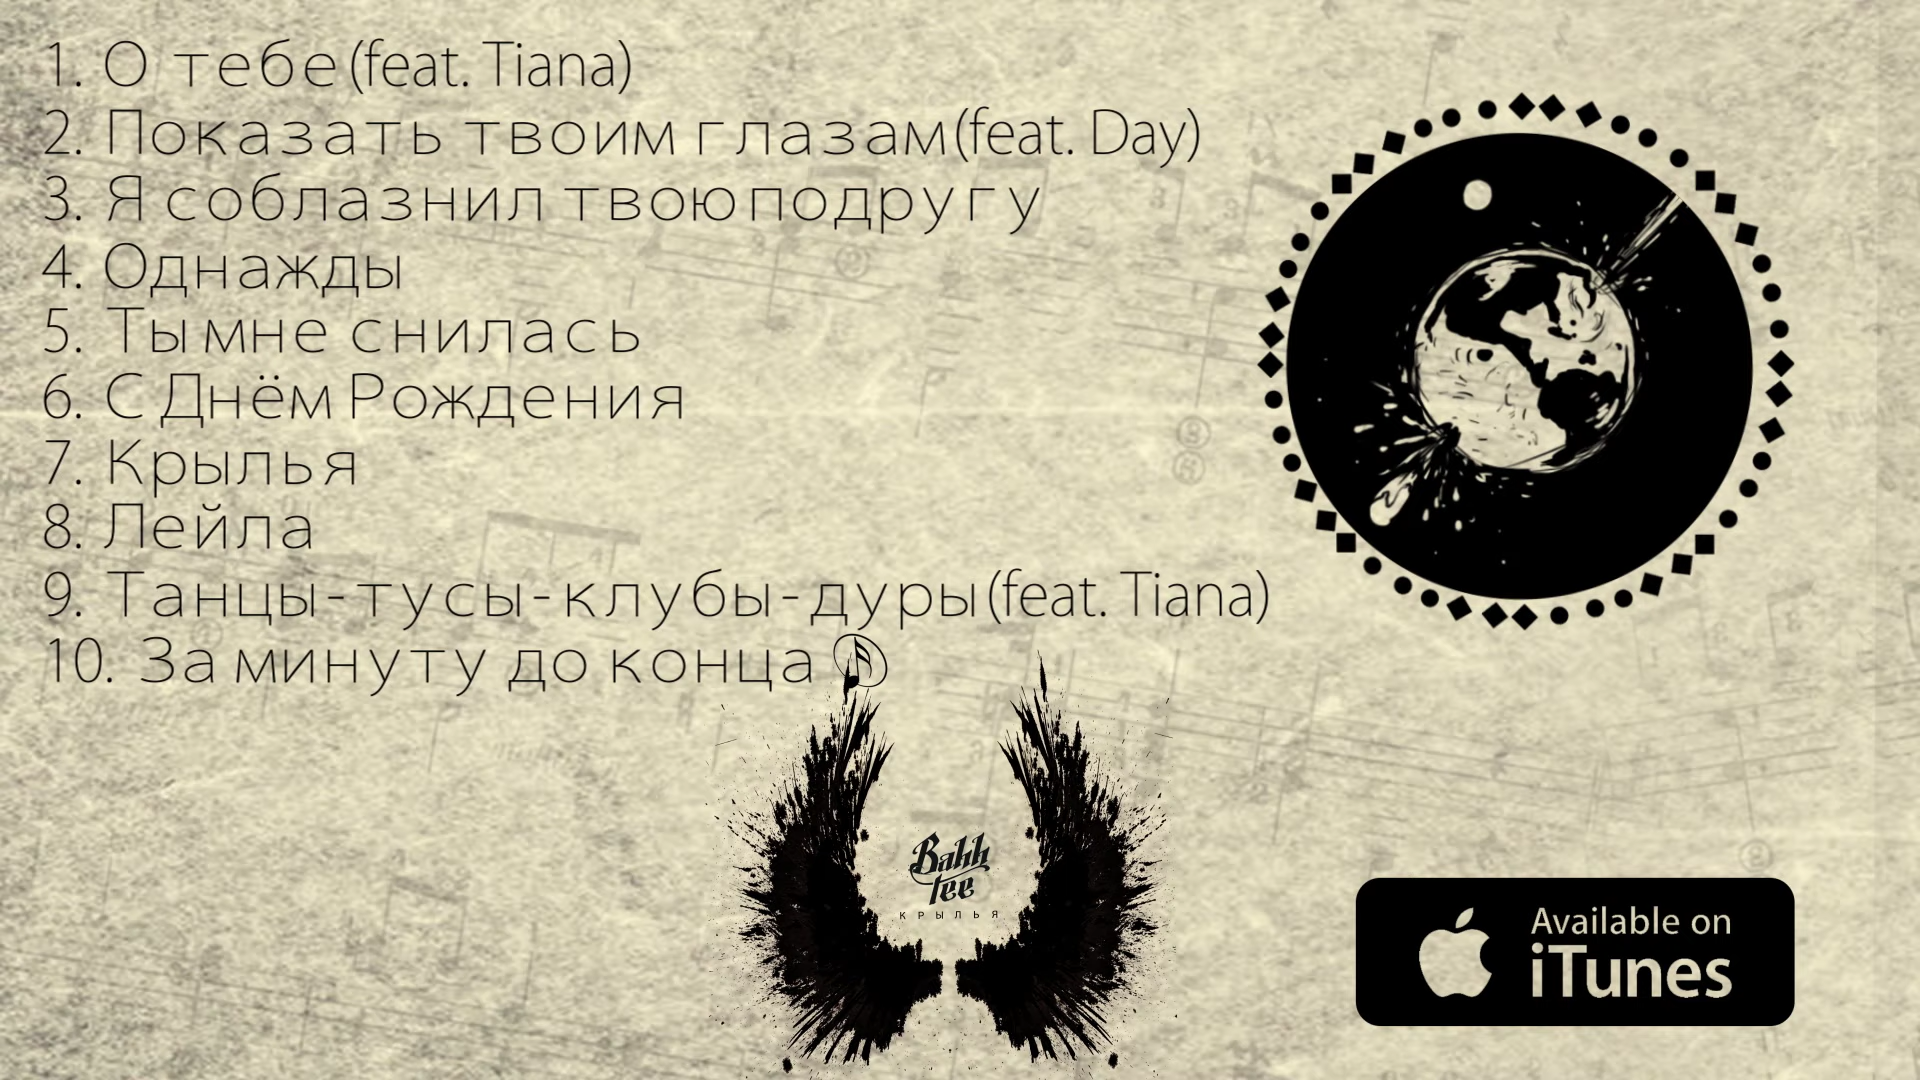 1. О тебе (feat. Tiana)
2. Показать твоим глазам (feat. Day)
3. Я соблазнил твою подругу
4. Однажды
5. Ты мне снилась
6. С Днём Рождения
7. Крылья
8. Лейла
9. Танцы-тусы-клубы-дуры (feat. Tiana)
10. За минуту до конца
Bahh
tee
КРЫЛЬЯ
Available on
iTunes